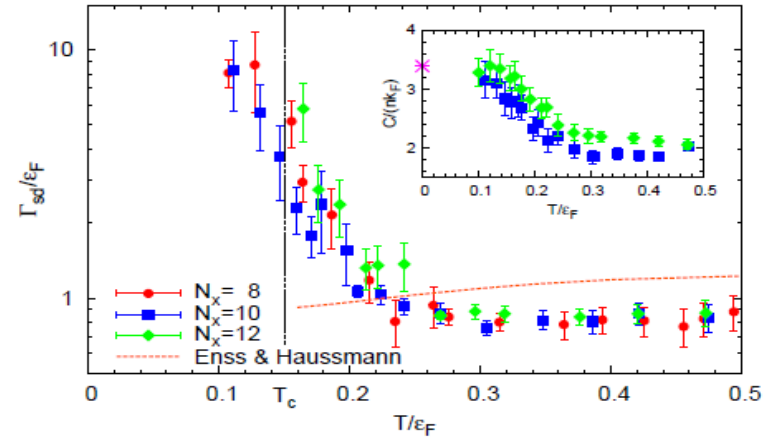 10
1
Γsd/εF
0
0.1
Tc
0.2
0.3
0.4
0.5
T/εF
Nx= 8
Nx=10
Nx=12
Enss & Haussmann
4
3
2
C/(nkF)
0
0.1
0.2
0.3
0.4
0.5
T/εF